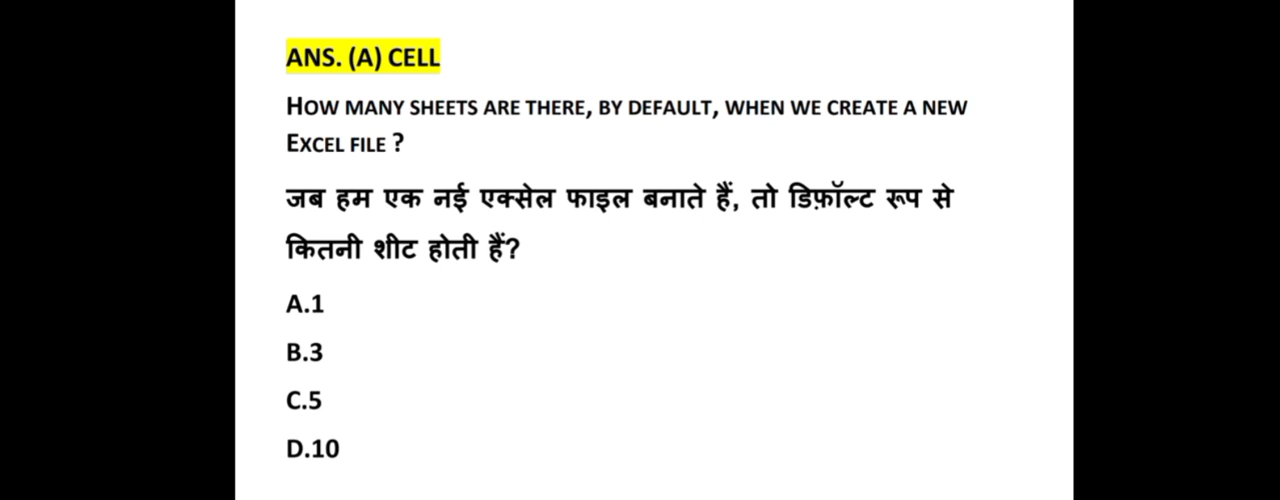 ANS. (A) CELL
HOW MANY SHEETS ARE THERE, BY DEFAULT, WHEN WE CREATE A NEW
EXCEL FILE ?
जब हम एक नई एक्सेल फाइल बनाते हैं, तो डिफ़ॉल्ट रूप से
कितनी शीट होती हैं?
A.1
B.3
C.5
D.10